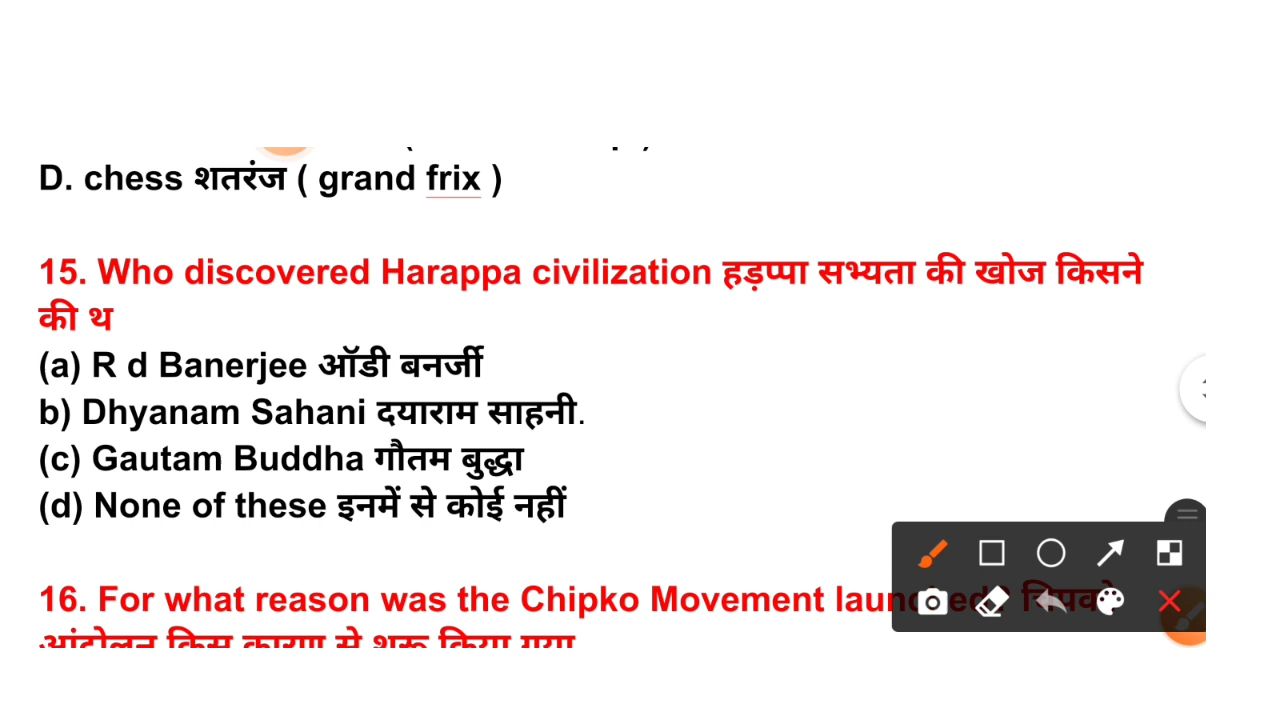 D. chess शतरंज ( grand frix )
15. Who discovered Harappa civilization हड़प्पा सभ्यता की खोज किसने
की थ
(a) R d Banerjee ऑडी बनर्जी
b) Dhyanam Sahani दयाराम साहनी.
(c) Gautam Buddha गौतम बुद्धा
(d) None of these इनमें से कोई नहीं
16. For what reason was the Chipko Movement
आंदोलन किस कारण से शुरू किया गया